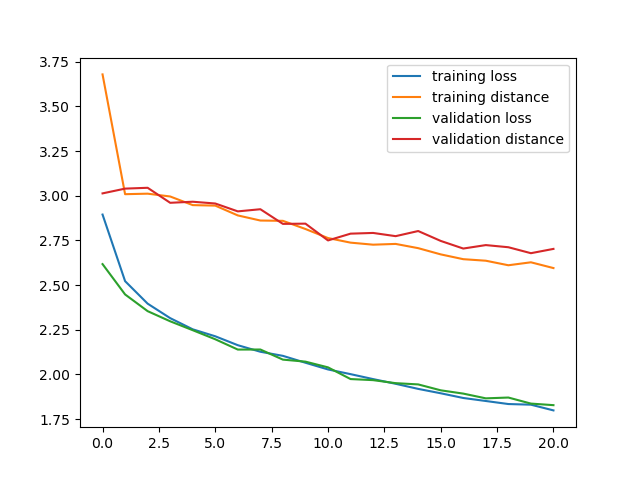 3.75
3.50
3.25
3.00
2.75
2.50
2.25
2.00
1.75
0.0 2.5 5.0 7.5 10.0 12.5 15.0 17.5 20.0
training loss
training distance
validation loss
validation distance